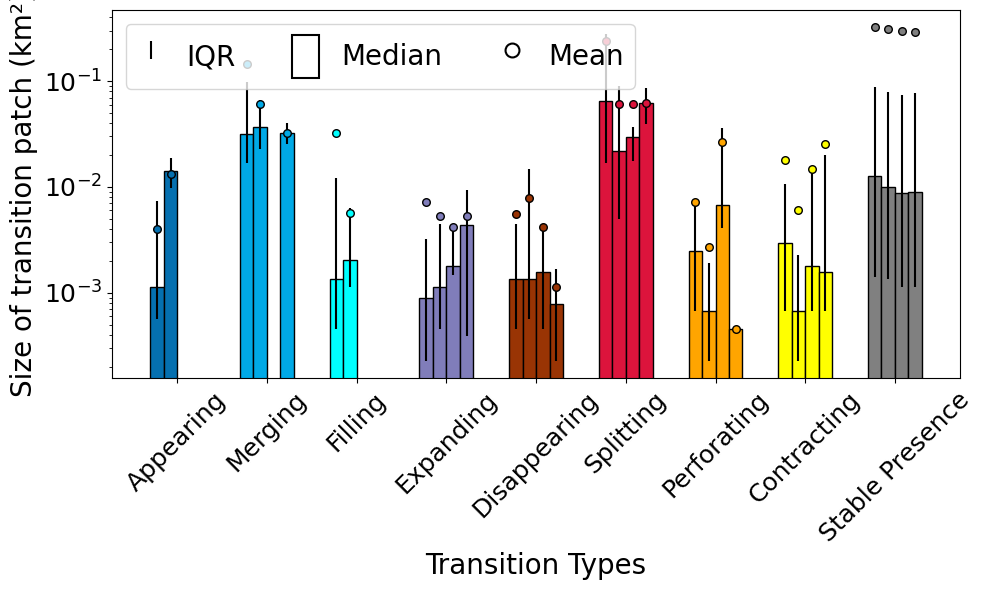 Size of transition patch (km²)
10⁻¹
10⁻²
10⁻³
IQR
Median
Mean
Appearing
Merging
Filling
Expanding
Disappearing
Splitting
Perforating
Contracting
Stable Presence
Transition Types